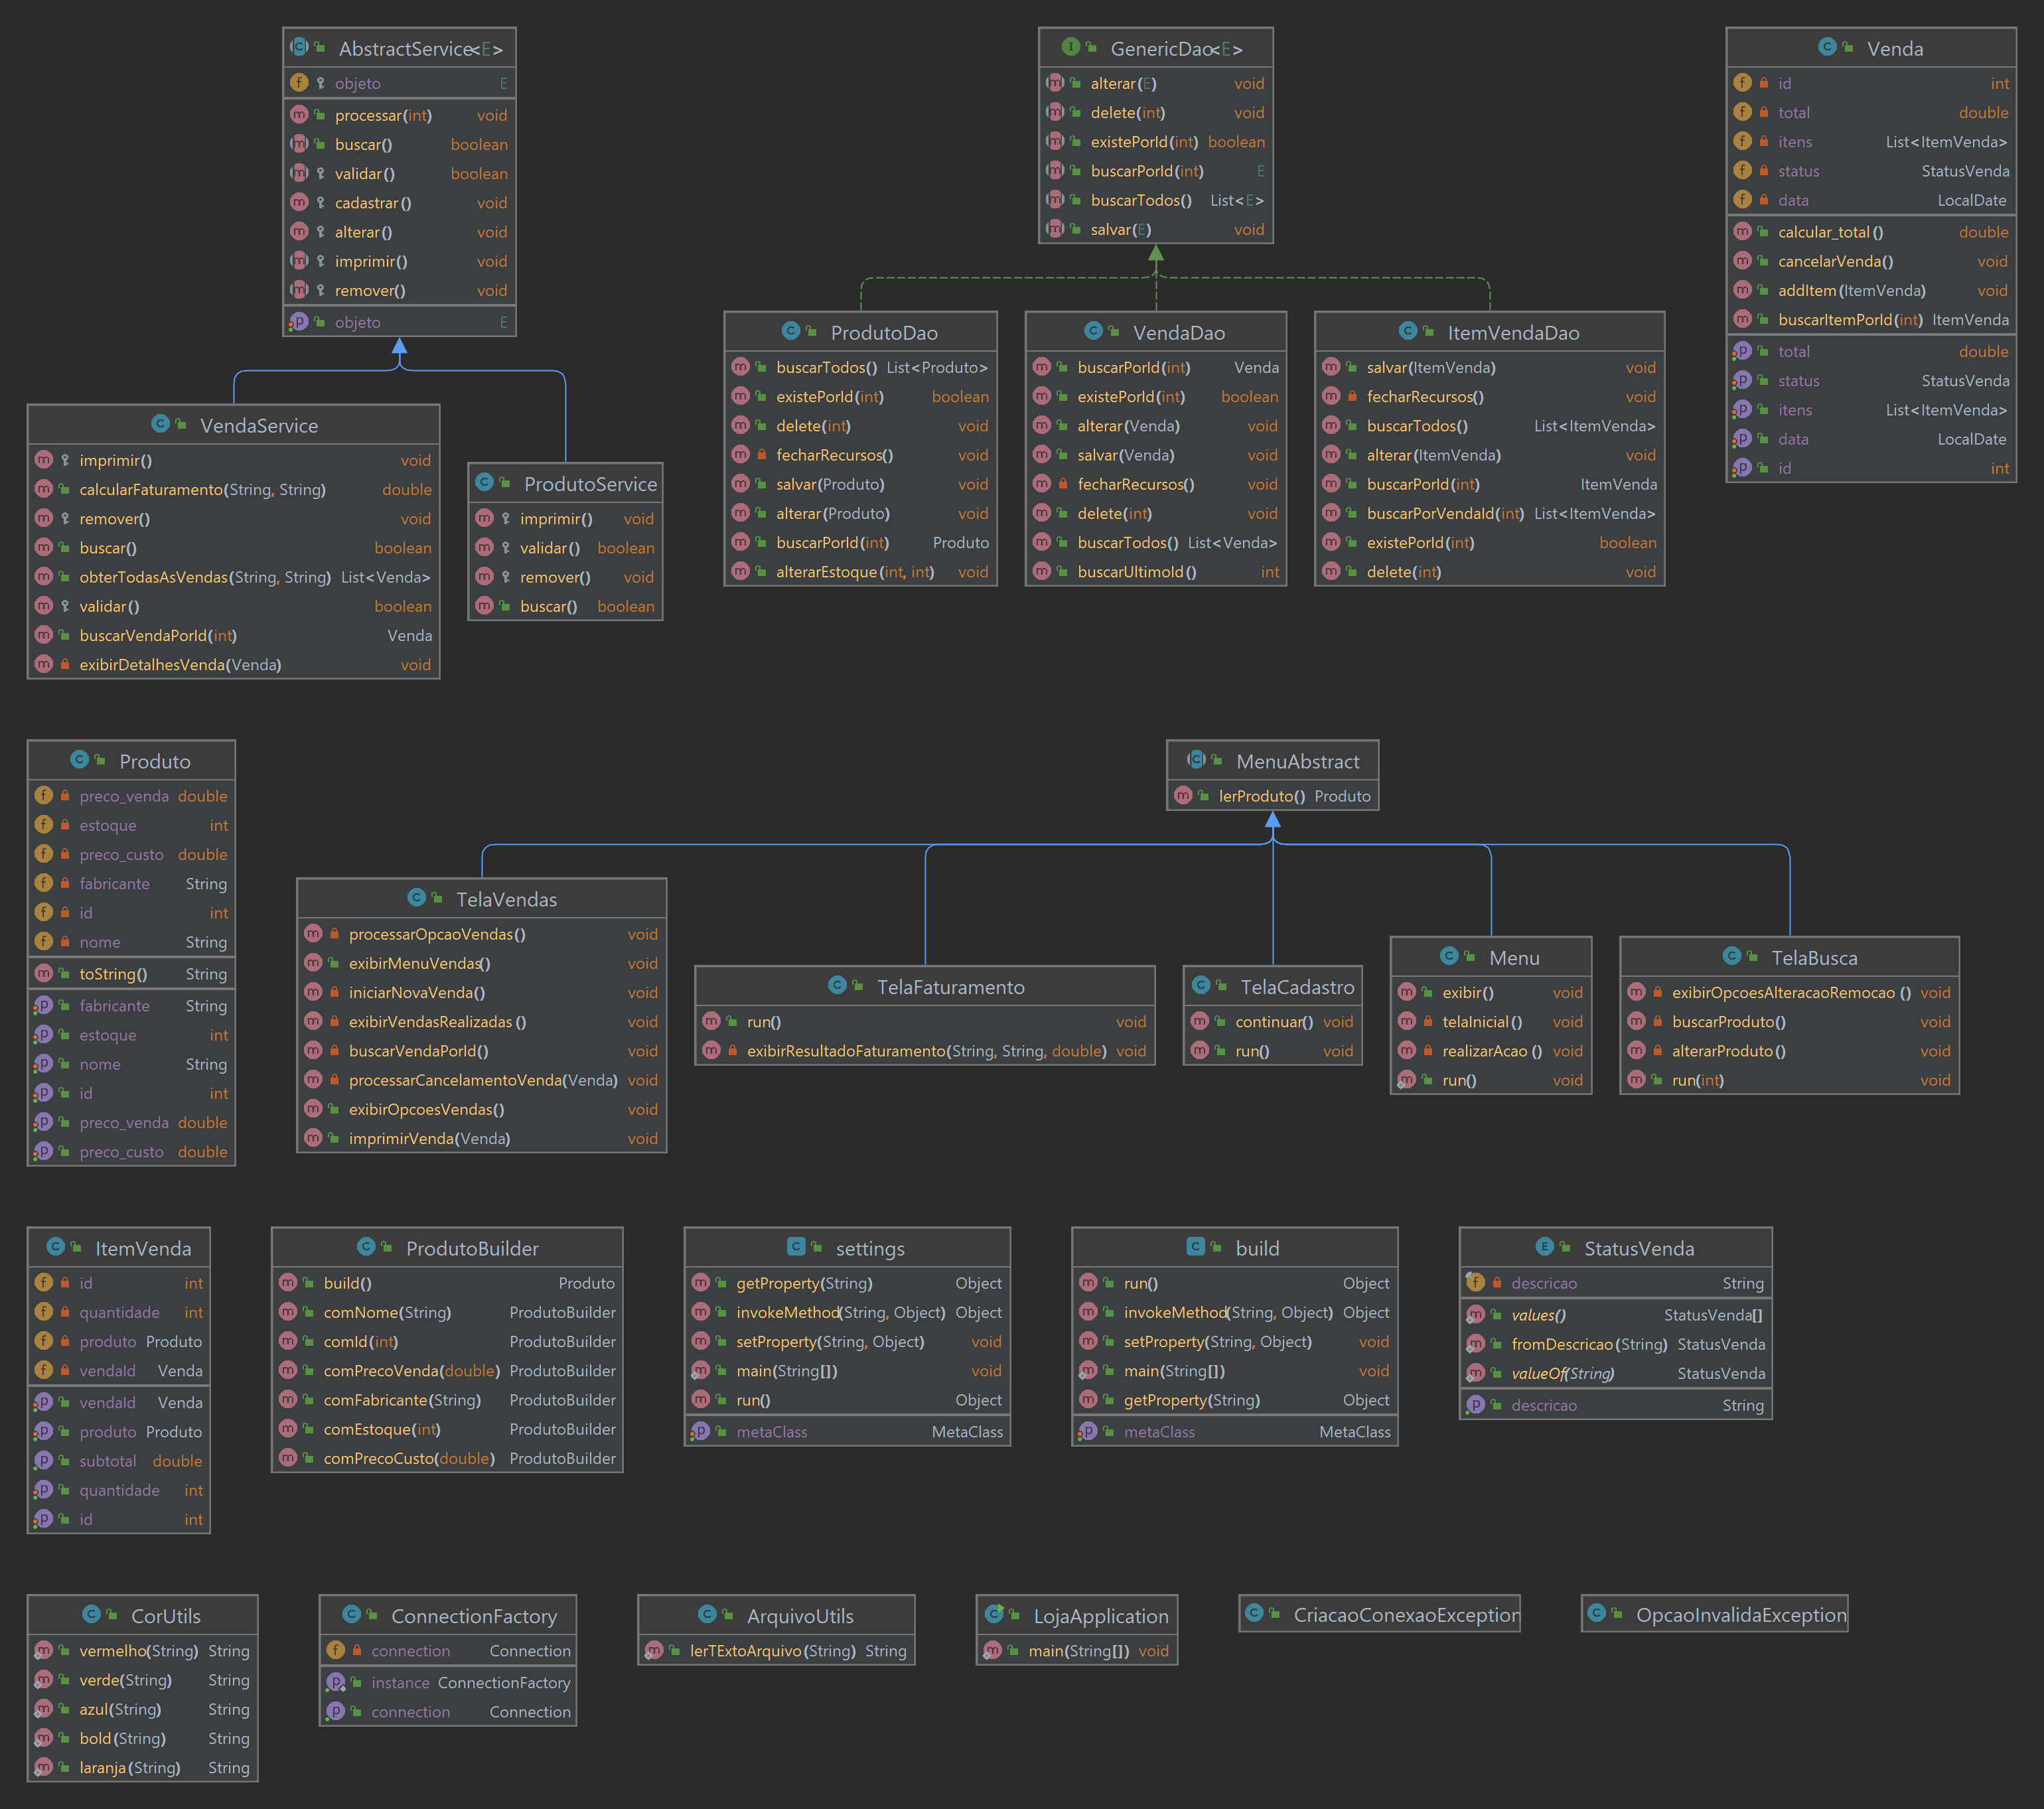 AbstractService<E>
objeto E
processar(int) void
buscar() boolean
validar() boolean
cadastrar() void
alterar() void
imprimir() void
remover() void
objeto E
GenericDao<E>
alterar(E) void
delete(int) void
existePorId(int) boolean
buscarPorId(int) E
buscarTodos() List<E>
salvar(E) void
Venda
id int
total double
itens List<ItemVenda>
status StatusVenda
data LocalDate
calcular_total() double
cancelarVenda() void
addItem(ItemVenda) void
buscarItemPorId(int) ItemVenda
total double
status StatusVenda
itens List<ItemVenda>
data LocalDate
id int
VendaService
imprimir() void
calcularFaturamento(String, String) double
remover() void
buscar() boolean
obterTodasAsVendas(String, String) List<Venda>
validar() boolean
buscarVendaPorId(int) Venda
exibirDetalhesVenda(Venda) void
ProdutoService
imprimir() void
validar() boolean
remover() void
buscar() boolean
ProdutoDao
buscarTodos() List<Produto>
existePorId(int) boolean
delete(int) void
fecharRecursos() void
salvar(Produto) void
alterar(Produto) void
buscarPorId(int) Produto
alterarEstoque(int, int) void
VendaDao
buscarPorId(int) Venda
existePorId(int) boolean
alterar(Venda) void
salvar(Venda) void
fecharRecursos() void
delete(int) void
buscarTodos() List<Venda>
buscarUltimoId() int
ItemVendaDao
salvar(ItemVenda) void
fecharRecursos() void
buscarTodos() List<ItemVenda>
alterar(ItemVenda) void
buscarPorId(int) ItemVenda
buscarPorVendaId(int) List<ItemVenda>
existePorId(int) boolean
delete(int) void
Produto
preco_venda double
estoque int
preco_custo double
fabricante String
id int
nome String
toString() String
fabricante String
estoque int
nome String
id int
preco_venda double
preco_custo double
MenuAbstract
lerProduto() Produto
TelaVendas
processarOpcaoVendas() void
exibirMenuVendas() void
iniciarNovaVenda() void
exibirVendasRealizadas() void
buscarVendaPorId() void
processarCancelamentoVenda(Venda) void
exibirOpcoesVendas() void
imprimirVenda(Venda) void
TelaFaturamento
run() void
exibirResultadoFaturamento(String, String, double) void
TelaCadastro
continuar() void
run() void
Menu
exibir() void
telaInicial() void
realizarAcao() void
run() void
TelaBusca
exibirOpcoesAlteracaoRemocao() void
buscarProduto() void
alterarProduto() void
run(int) void
ItemVenda
id int
quantidade int
produto Produto
vendaId Venda
vendaId Venda
produto Produto
subtotal double
quantidade int
id int
ProdutoBuilder
build() Produto
comNome(String) ProdutoBuilder
comId(int) ProdutoBuilder
comPrecoVenda(double) ProdutoBuilder
comFabricante(String) ProdutoBuilder
comEstoque(int) ProdutoBuilder
comPrecoCusto(double) ProdutoBuilder
settings
getProperty(String) Object
invokeMethod(String, Object) Object
setProperty(String, Object) void
main(String[]) void
run() Object
metaClass MetaClass
build
run() Object
invokeMethod(String, Object) Object
setProperty(String, Object) void
main(String[]) void
getProperty(String) Object
metaClass MetaClass
StatusVenda
descricao String
values() StatusVenda[]
fromDescricao(String) StatusVenda
valueOf(String) StatusVenda
descricao String
CorUtils
vermelho(String) String
verde(String) String
azul(String) String
bold(String) String
laranja(String) String
ConnectionFactory
connection Connection
instance ConnectionFactory
connection Connection
ArquivoUtils
lerTExtoArquivo(String) String
LojaApplication
main(String[]) void
CriacaoConexaoException
OpcaoInvalidaException